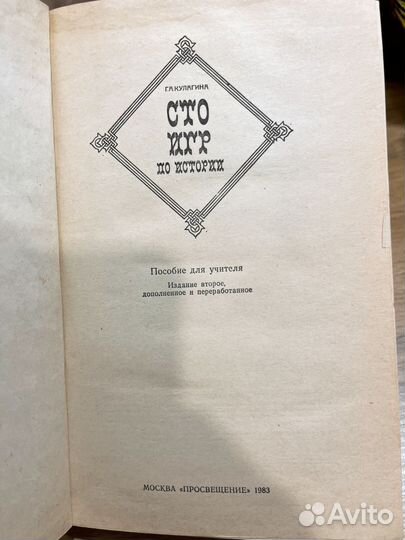 Г.А.КУЛАГИНА
СТО
ИГР
ПО ИСТОРИИ
Пособие для учителя
Издание второе,
дополненное и переработанное
МОСКВА «ПРОСВЕЩЕНИЕ» 1983
Avito